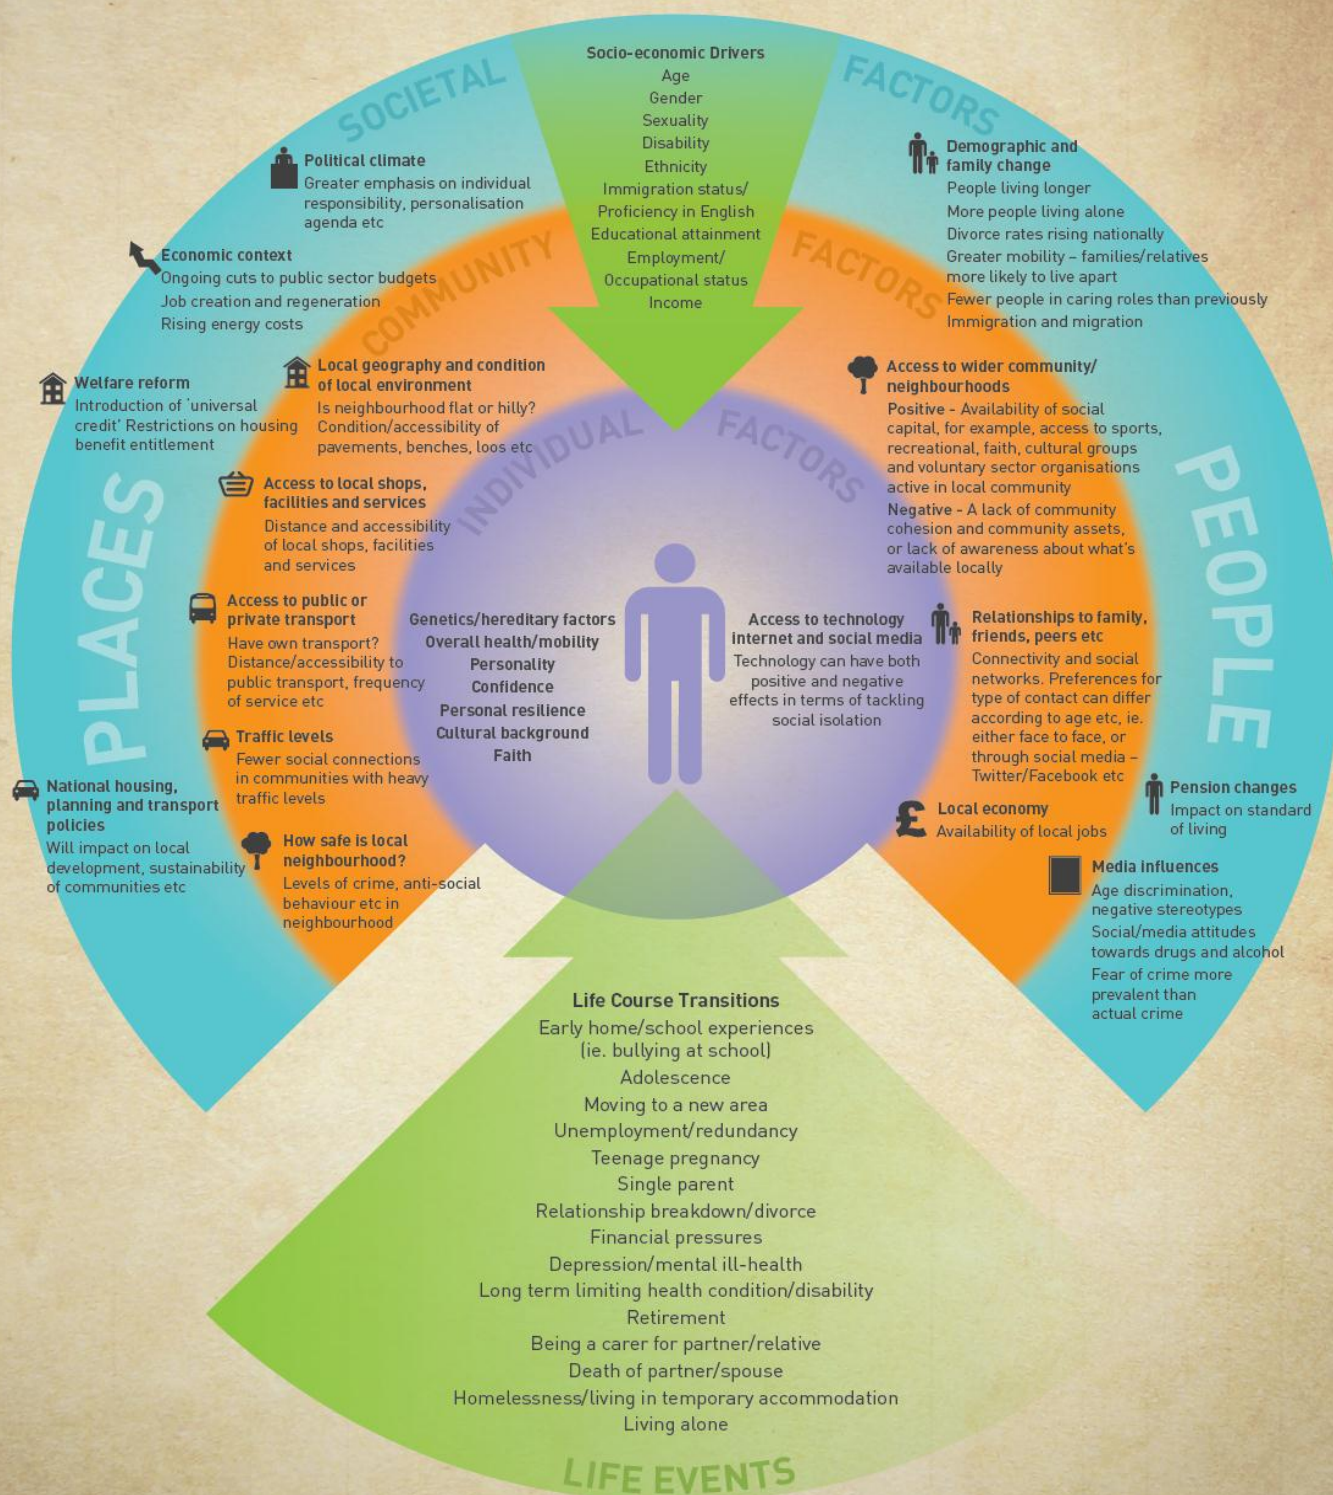 SOCIETAL FACTORS
Socio-economic Drivers
Age
Gender
Sexuality
Disability
Ethnicity
Immigration status/
Proficiency in English
Educational attainment
Employment/
Occupational status
Income
Political climate
Greater emphasis on individual
responsibility, personalisation
agenda etc
Economic context
Ongoing cuts to public sector budgets
Job creation and regeneration
Rising energy costs
Welfare reform
Introduction of 'universal
credit' Restrictions on housing
benefit entitlement
Demographic and
family change
People living longer
More people living alone
Divorce rates rising nationally
Greater mobility – families/relatives
more likely to live apart
Fewer people in caring roles than previously
Immigration and migration
COMMUNITY FACTORS
Local geography and condition
of local environment
Is neighbourhood flat or hilly?
Condition/accessibility of
pavements, benches, loos etc
Access to local shops,
facilities and services
Distance and accessibility
of local shops, facilities
and services
Access to public or
private transport
Have own transport?
Distance/accessibility to
public transport, frequency
of service etc
Traffic levels
Fewer social connections
in communities with heavy
traffic levels
How safe is local
neighbourhood?
Levels of crime, anti-social
behaviour etc in
neighbourhood
PLACES
National housing,
planning and transport
policies
Will impact on local
development, sustainability
of communities etc
INDIVIDUAL FACTORS
Genetics/hereditary factors
Overall health/mobility
Personality
Confidence
Personal resilience
Cultural background
Faith
Access to technology
internet and social media
Technology can have both
positive and negative
effects in terms of tackling
social isolation
Access to wider community/
neighbourhoods
Positive - Availability of social
capital, for example, access to sports,
recreational, faith, cultural groups
and voluntary sector organisations
active in local community
Negative - A lack of community
cohesion and community assets,
or lack of awareness about what's
available locally
Relationships to family,
friends, peers etc
Connectivity and social
networks. Preferences for
type of contact can differ
according to age etc, ie.
either face to face, or
through social media –
Twitter/Facebook etc
£ Local economy
Availability of local jobs
PEOPLE
Pension changes
Impact on standard
of living
Media influences
Age discrimination,
negative stereotypes
Social/media attitudes
towards drugs and alcohol
Fear of crime more
prevalent than
actual crime
Life Course Transitions
Early home/school experiences
(ie. bullying at school)
Adolescence
Moving to a new area
Unemployment/redundancy
Teenage pregnancy
Single parent
Relationship breakdown/divorce
Financial pressures
Depression/mental ill-health
Long term limiting health condition/disability
Retirement
Being a carer for partner/relative
Death of partner/spouse
Homelessness/living in temporary accommodation
Living alone
LIFE EVENTS